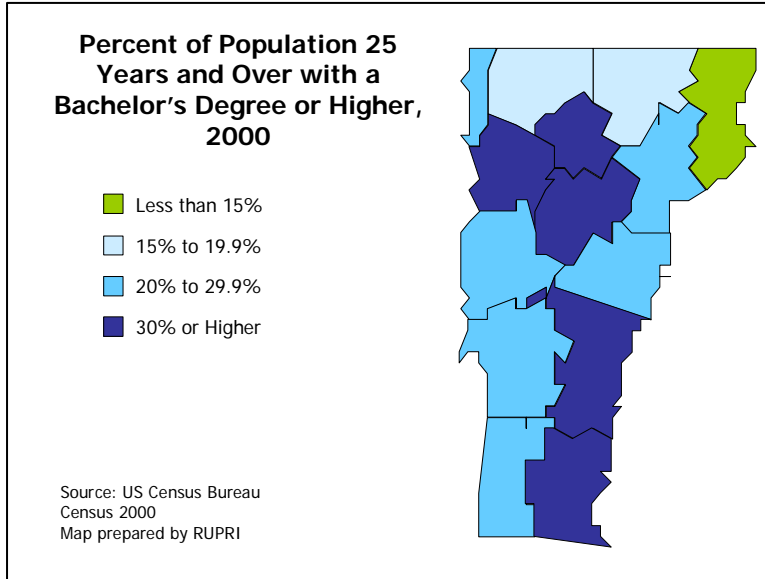 Percent of Population 25
Years and Over with a
Bachelor's Degree or Higher,
2000
Less than 15%
15% to 19.9%
20% to 29.9%
30% or Higher
Source: US Census Bureau
Census 2000
Map prepared by RUPRI